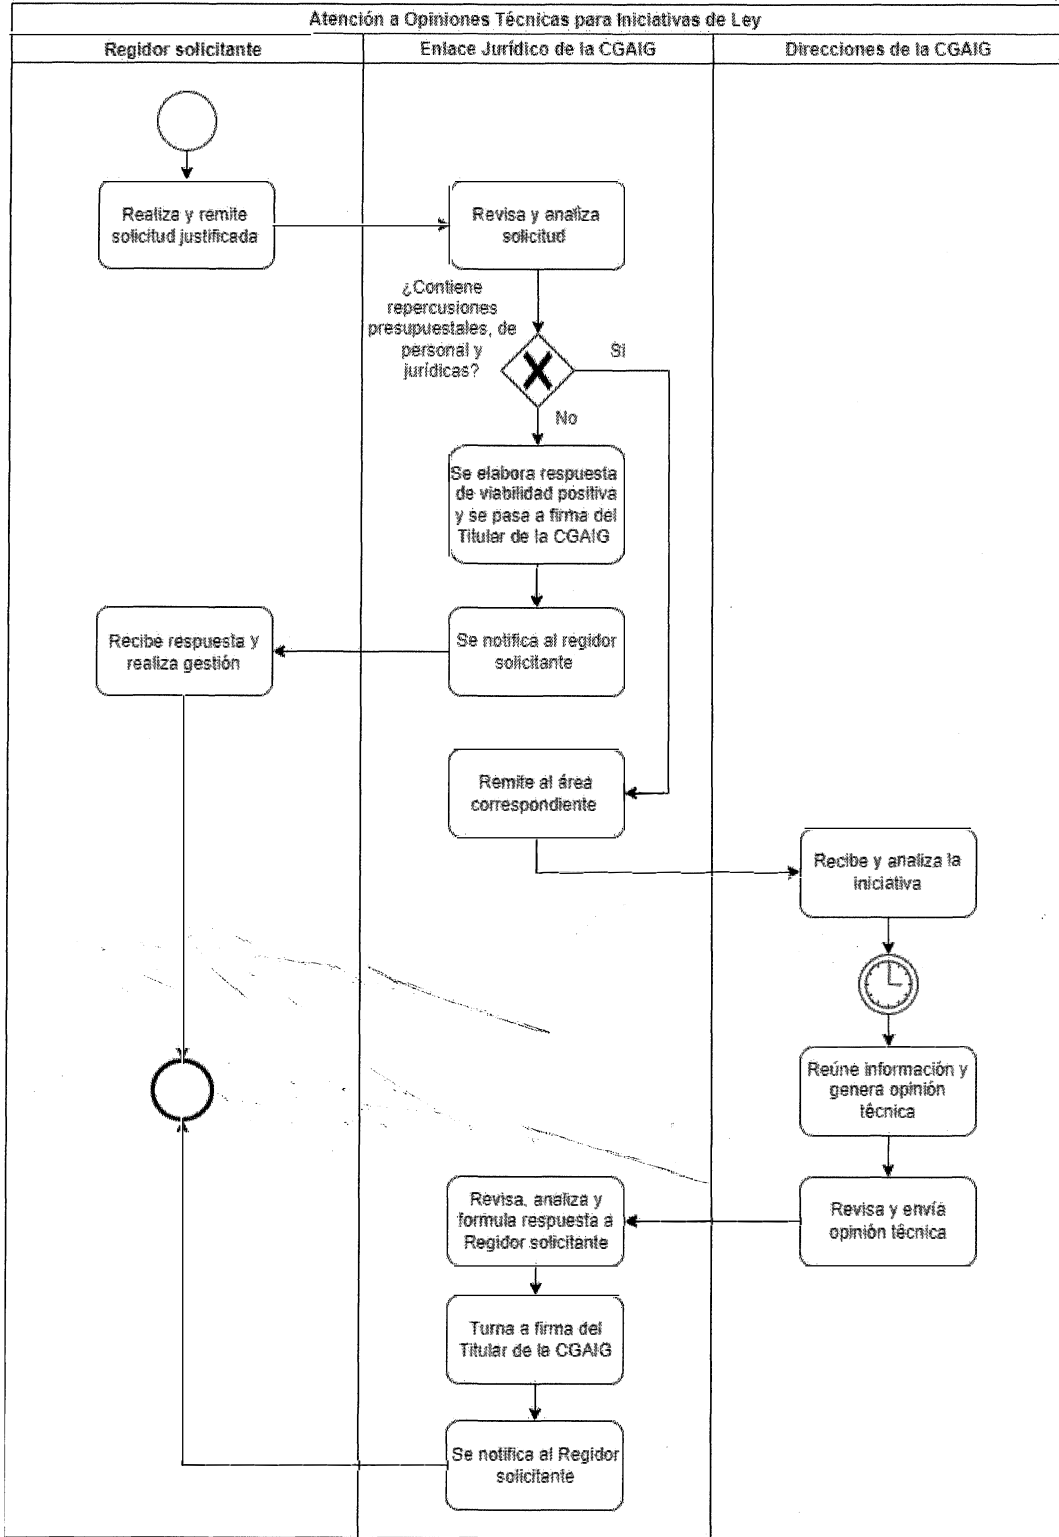 Atención a Opiniones Técnicas para Iniciativas de Ley
Regidor solicitante
Enlace Jurídico de la CGAIG
Direcciones de la CGAIG
Realiza y remite
solicitud justificada
Revisa y analiza
solicitud
¿Contiene
repercusiones
presupuestales, de
personal y
jurídicas?
Si
No
Se elabora respuesta
de viabilidad positiva
y se pasa a firma del
Titular de la CGAIG
Recibe respuesta y
realiza gestión
Se notifica al regidor
solicitante
Remite al área
correspondiente
Recibe y analiza la
iniciativa
Reúne información y
genera opinión
técnica
Revisa y envía
opinión técnica
Revisa, analiza y
formula respuesta a
Regidor solicitante
Turna a firma del
Titular de la CGAIG
Se notifica al Regidor
solicitante